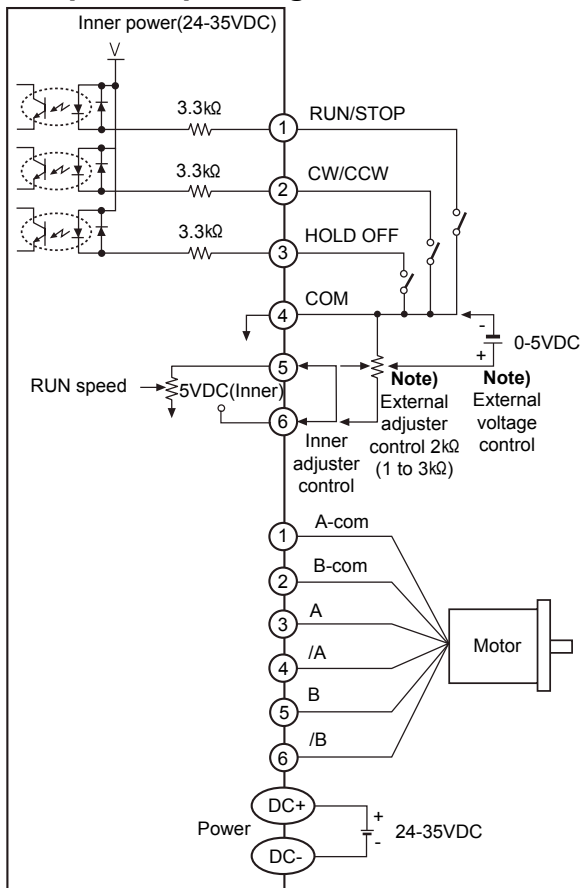 Inner power(24-35VDC)
3.3kΩ
1
RUN/STOP
3.3kΩ
2
CW/CCW
3.3kΩ
3
HOLD OFF
4
COM
-
+
0-5VDC
RUN speed
5VDC(Inner)
5
6
Inner
adjuster
control
Note)
External
adjuster
control 2kΩ
(1 to 3kΩ)
Note)
External
voltage
control
1
A-com
2
B-com
3
A
4
/A
5
B
6
/B
Motor
Power
DC+
DC-
+
-
24-35VDC